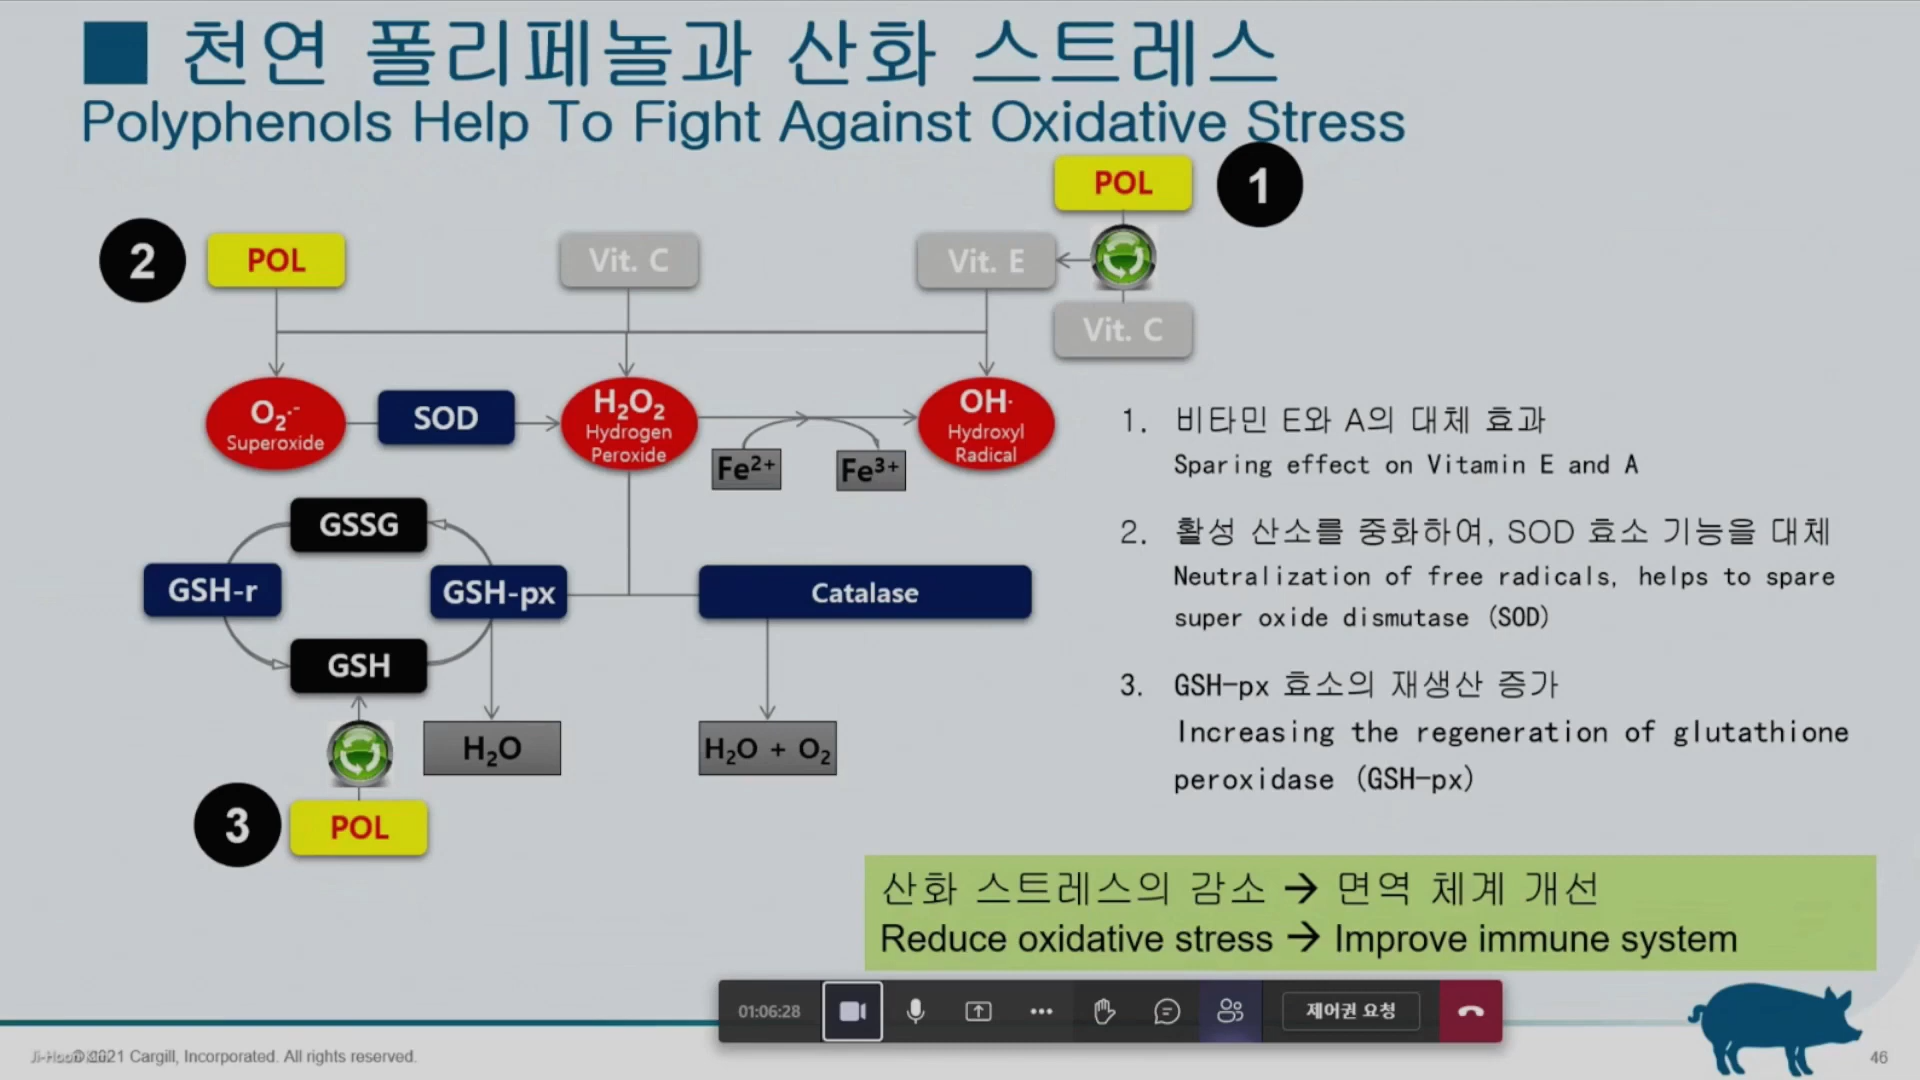 천연 폴리페놀과 산화 스트레스
Polyphenols Help To Fight Against Oxidative Stress
POL
1
2
POL
Vit. C
Vit. E
Vit. C
O₂·⁻
Superoxide
SOD
H₂O₂
Hydrogen
Peroxide
Fe²⁺
Fe³⁺
OH·
Hydroxyl
Radical
GSSG
GSH-r
GSH-px
Catalase
GSH
H₂O
H₂O + O₂
3
POL
1. 비타민 E와 A의 대체 효과
Sparing effect on Vitamin E and A
2. 활성 산소를 중화하여, SOD 효소 기능을 대체
Neutralization of free radicals, helps to spare
super oxide dismutase (SOD)
3. GSH-px 효소의 재생산 증가
Increasing the regeneration of glutathione
peroxidase (GSH-px)
산화 스트레스의 감소 → 면역 체계 개선
Reduce oxidative stress → Improve immune system
01:06:28
제어권 요청
2021 Cargill, Incorporated. All rights reserved.
46